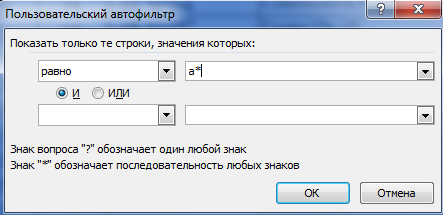 Пользовательский автофильтр
Показать только те строки, значения которых:
равно a*
И ИЛИ
Знак вопроса "?" обозначает один любой знак
Знак "*" обозначает последовательность любых знаков
ОК Отмена